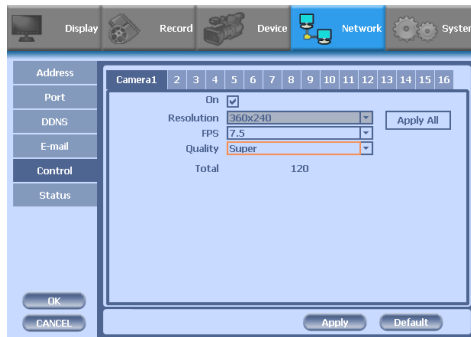 Display Record Device Network System
Address
Port
DDNS
E-mail
Control
Status
OK
CANCEL
Camera1 2 3 4 5 6 7 8 9 10 11 12 13 14 15 16
On
Resolution 360x240 Apply All
FPS 7.5
Quality Super
Total 120
Apply Default